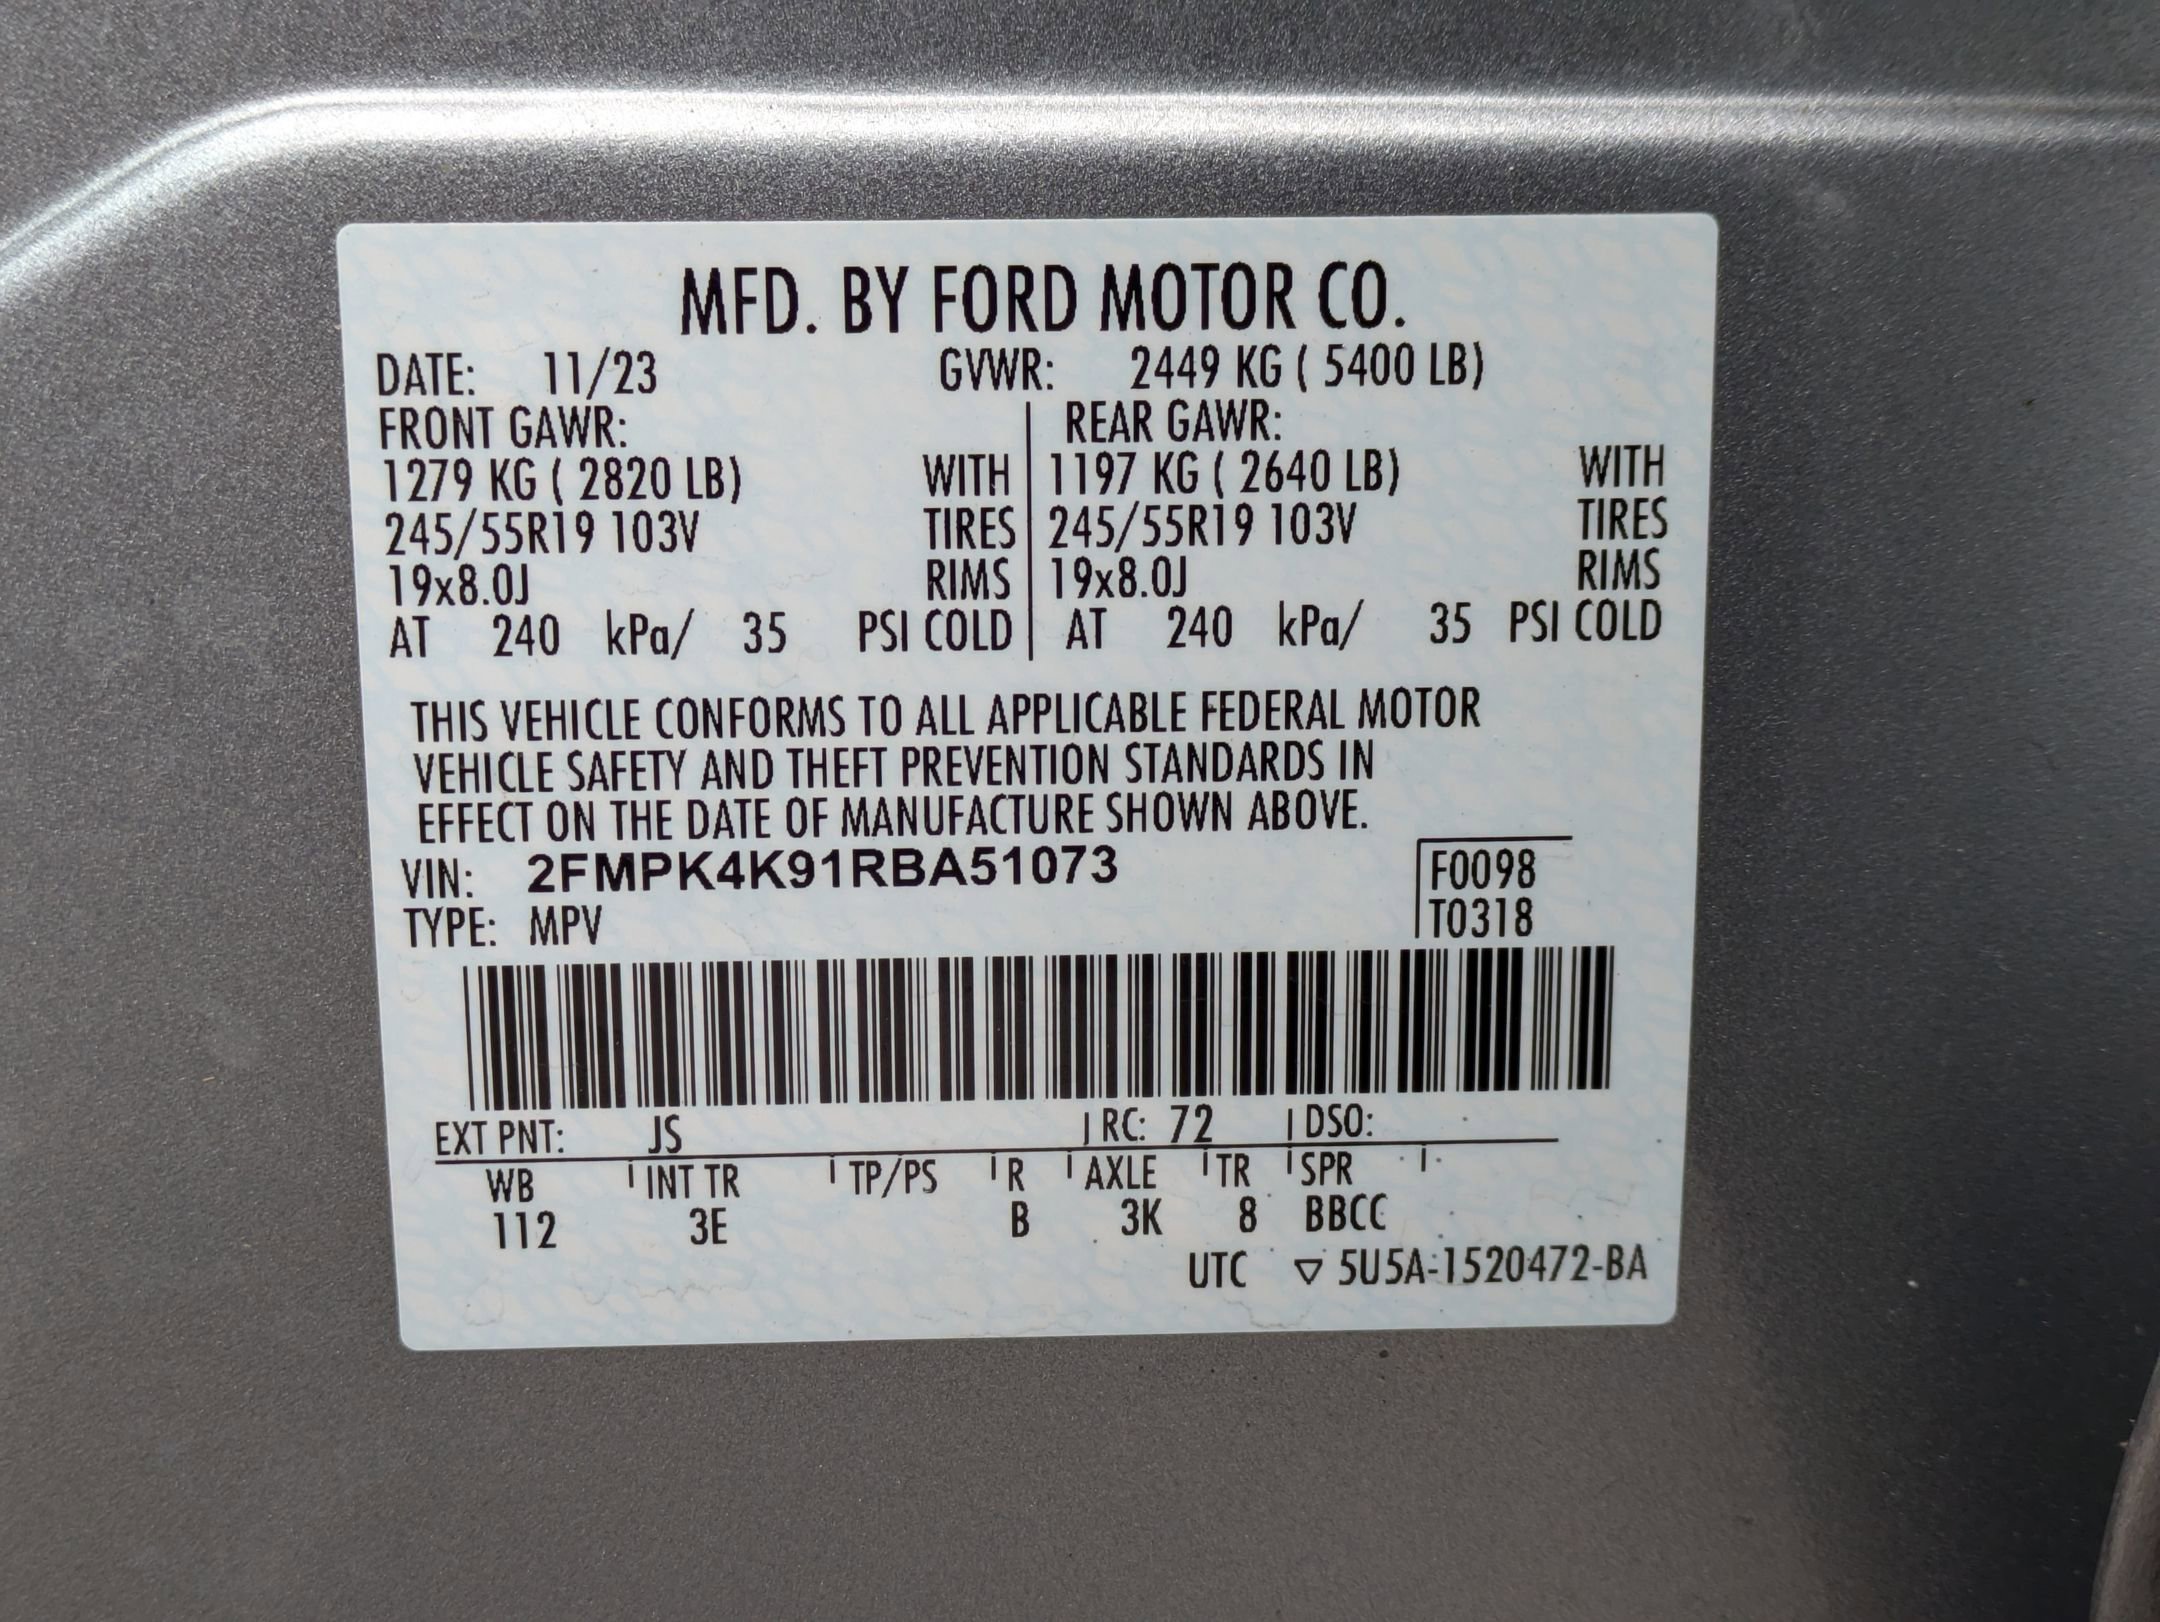 MFD. BY FORD MOTOR CO.
DATE: 11/23 GVWR: 2449 KG ( 5400 LB)
FRONT GAWR: REAR GAWR:
1279 KG ( 2820 LB) WITH 1197 KG ( 2640 LB) WITH
245/55R19 103V TIRES 245/55R19 103V TIRES
19x8.0J RIMS 19x8.0J RIMS
AT 240 kPa/ 35 PSI COLD AT 240 kPa/ 35 PSI COLD
THIS VEHICLE CONFORMS TO ALL APPLICABLE FEDERAL MOTOR
VEHICLE SAFETY AND THEFT PREVENTION STANDARDS IN
EFFECT ON THE DATE OF MANUFACTURE SHOWN ABOVE.
VIN: 2FMPK4K91RBA51073 F0098
TYPE: MPV T0318
EXT PNT: JS RC: 72 DSO:
WB INT TR TP/PS R AXLE TR SPR
112 3E B 3K 8 BBCC
UTC ▽ 5U5A-1520472-BA